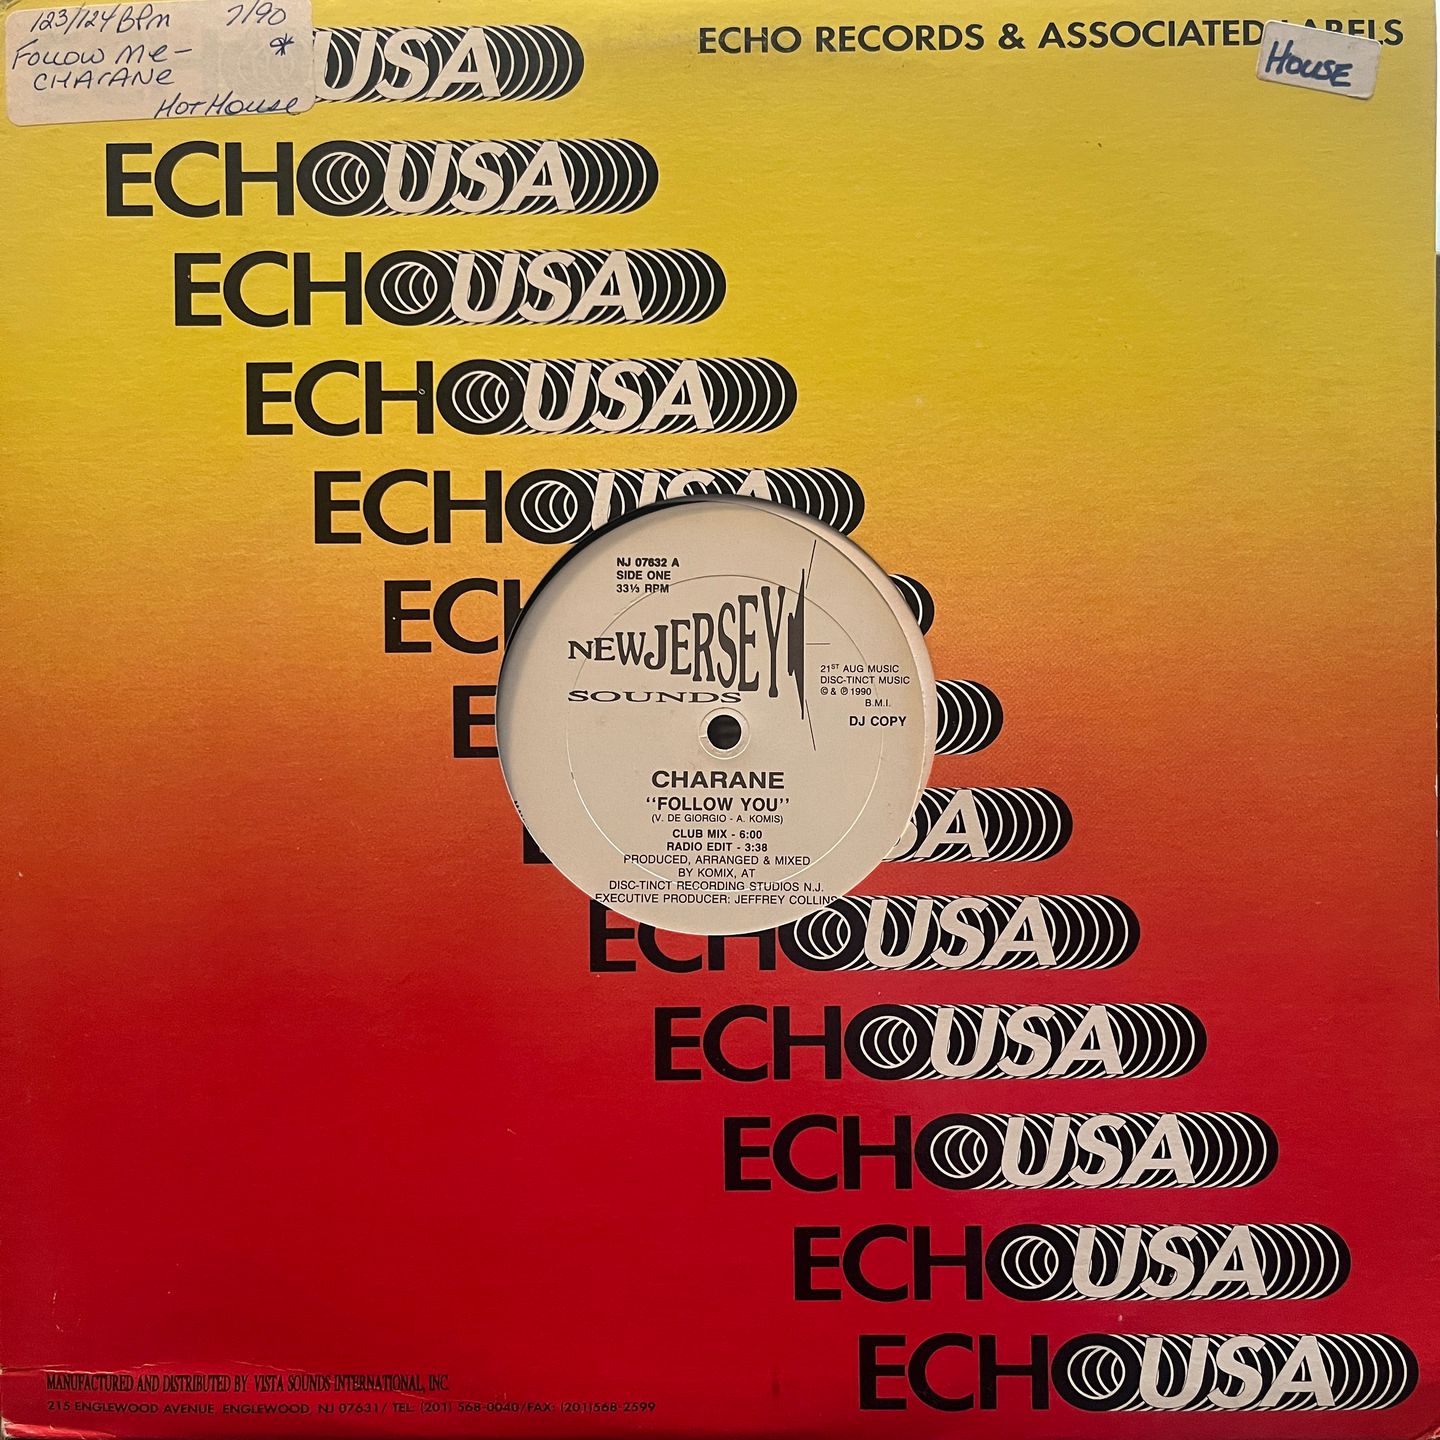 123/124 BPM 7/90
FOLLOW ME - *
CHARANE
HOT HOUSE
USA
ECHO RECORDS & ASSOCIATED LABELS
HOUSE
ECHOUSA
ECHOUSA
ECHOUSA
ECHOUSA
NJ 07632 A
SIDE ONE
33⅓ RPM
NEW JERSEY
SOUNDS
21ST AUG MUSIC
DISC-TINCT MUSIC
© & ℗ 1990
B.M.I.
DJ COPY
CHARANE
"FOLLOW YOU"
(V. DE GIORGIO - A. KOMIS)
CLUB MIX - 6:00
RADIO EDIT - 3:38
PRODUCED, ARRANGED & MIXED
BY KOMIX, AT
DISC-TINCT RECORDING STUDIOS N.J.
EXECUTIVE PRODUCER: JEFFREY COLLINS
ECHOUSA
ECHOUSA
ECHOUSA
ECHOUSA
ECHOUSA
MANUFACTURED AND DISTRIBUTED BY VISTA SOUNDS INTERNATIONAL, INC.
215 ENGLEWOOD AVENUE, ENGLEWOOD, NJ 07631/ TEL: (201) 568-0040/FAX: (201)568-2599